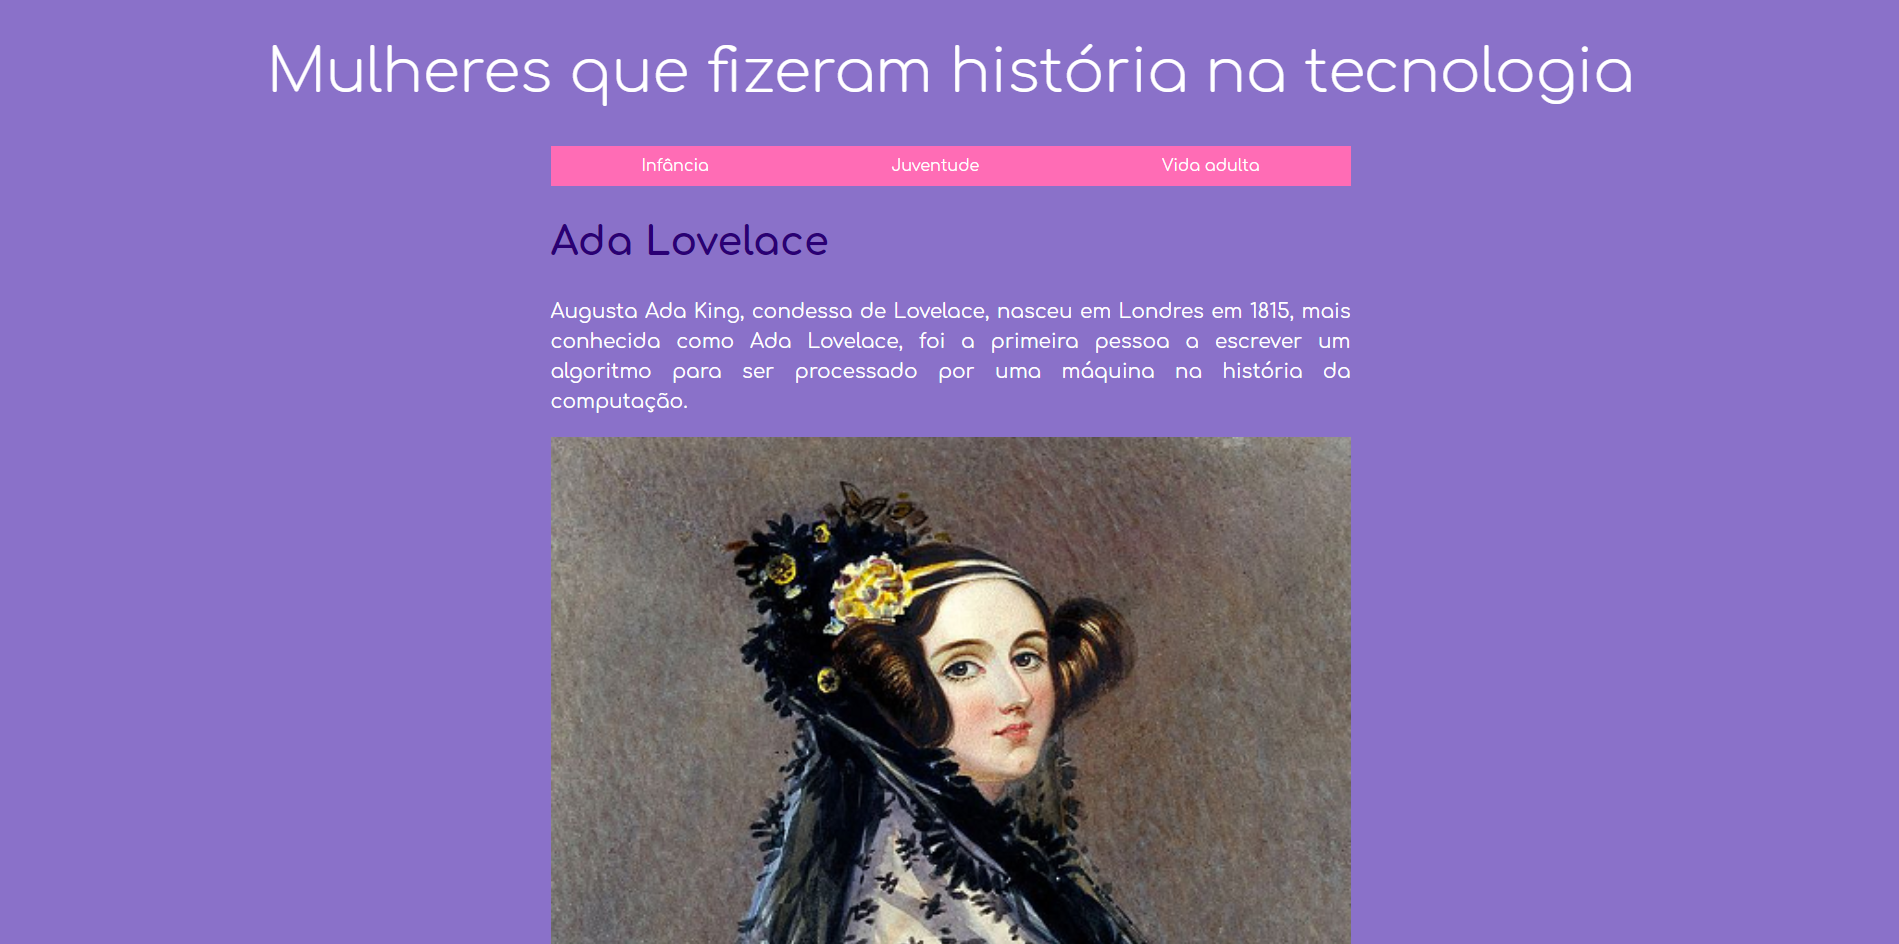 Mulheres que fizeram história na tecnologia
Infância Juventude Vida adulta
Ada Lovelace
Augusta Ada King, condessa de Lovelace, nasceu em Londres em 1815, mais
conhecida como Ada Lovelace, foi a primeira pessoa a escrever um
algoritmo para ser processado por uma máquina na história da
computação.